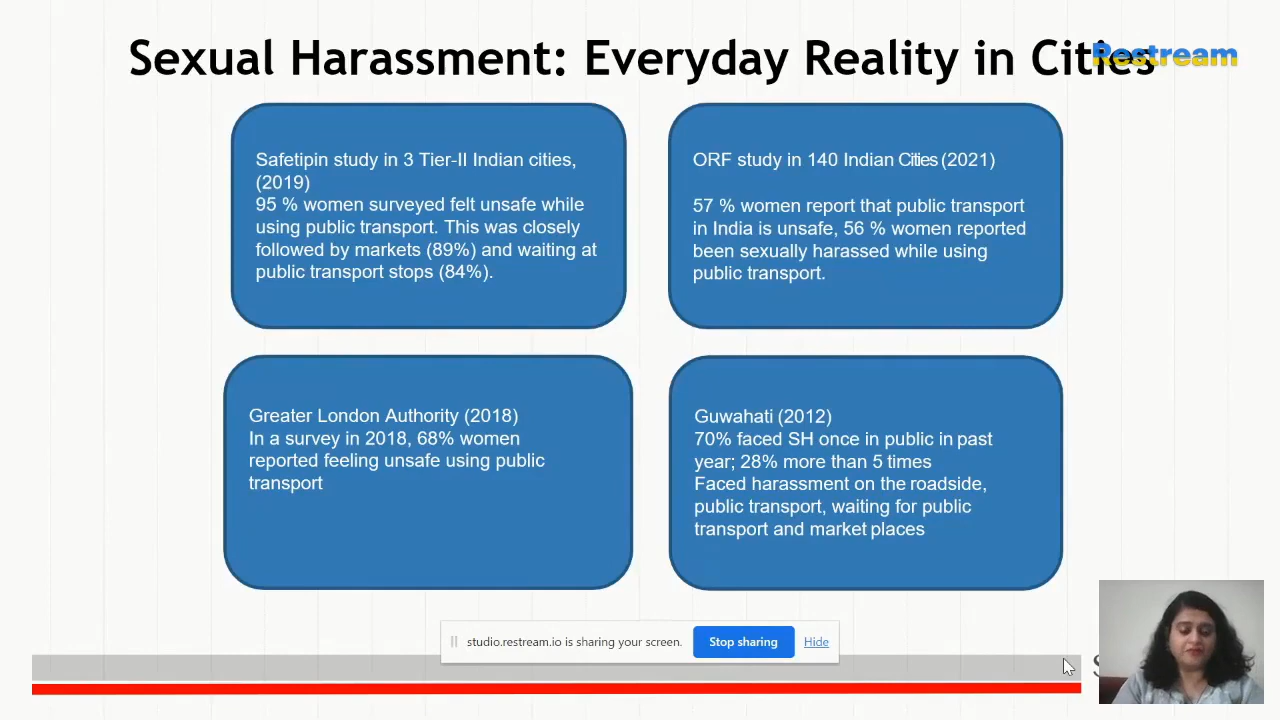 Sexual Harassment: Everyday Reality in Cities
Restream
Safetipin study in 3 Tier-II Indian cities,
(2019)
95 % women surveyed felt unsafe while
using public transport. This was closely
followed by markets (89%) and waiting at
public transport stops (84%).
ORF study in 140 Indian Cities (2021)
57 % women report that public transport
in India is unsafe, 56 % women reported
been sexually harassed while using
public transport.
Greater London Authority (2018)
In a survey in 2018, 68% women
reported feeling unsafe using public
transport
Guwahati (2012)
70% faced SH once in public in past
year; 28% more than 5 times
Faced harassment on the roadside,
public transport, waiting for public
transport and market places
studio.restream.io is sharing your screen. Stop sharing Hide